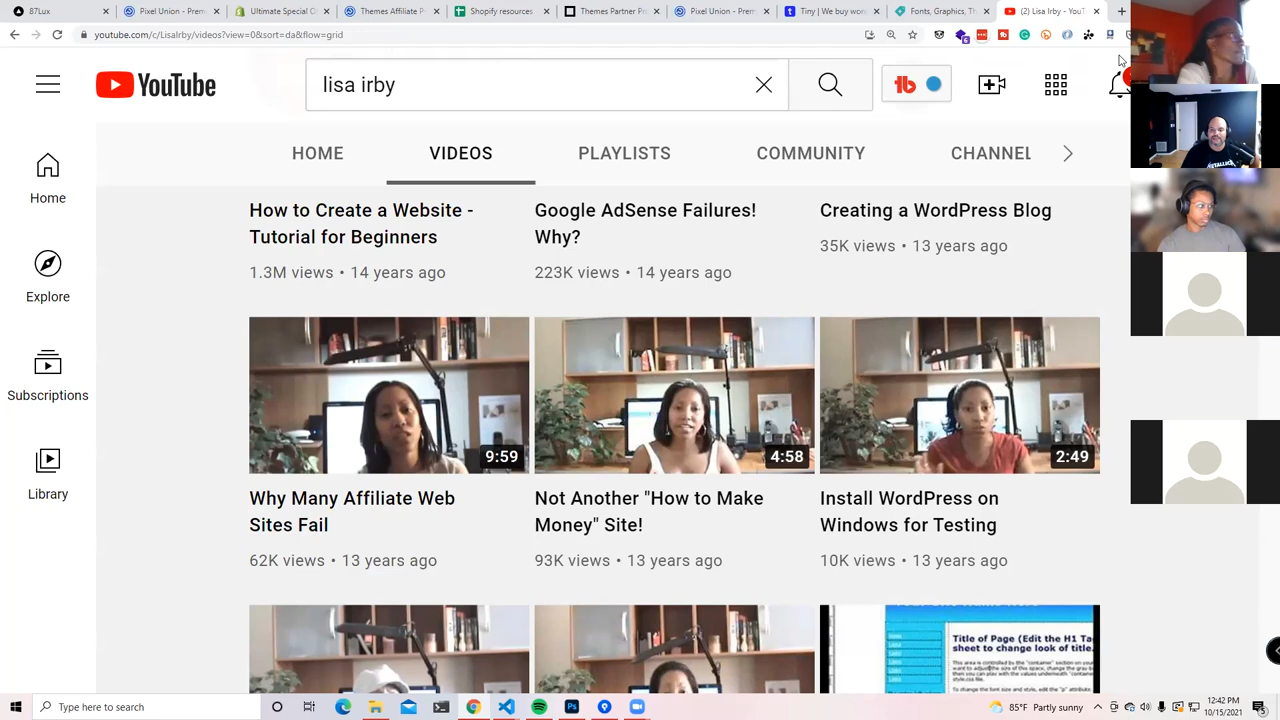 87Lux
Pixel Union - Prem
Ultimate Special O
Themes Affiliate P
Shopify resources
Themes Partner Pr
Pixel Union - Prem
Tiny | We buy won
Fonts, Graphics, Th
(2) Lisa Irby - YouT
youtube.com/c/LisaIrby/videos?view=0&sort=da&flow=grid
YouTube
lisa irby
tb
HOME
VIDEOS
PLAYLISTS
COMMUNITY
CHANNEL
Home
Explore
Subscriptions
Library
How to Create a Website -
Tutorial for Beginners
1.3M views • 14 years ago
Google AdSense Failures!
Why?
223K views • 14 years ago
Creating a WordPress Blog
35K views • 13 years ago
9:59
4:58
2:49
Why Many Affiliate Web
Sites Fail
62K views • 13 years ago
Not Another "How to Make
Money" Site!
93K views • 13 years ago
Install WordPress on
Windows for Testing
10K views • 13 years ago
Title of Page (Edit the H1 Ta
sheet to change look of title.
METALLICA
Type here to search
85°F Partly sunny
12:42 PM
10/15/2021
5